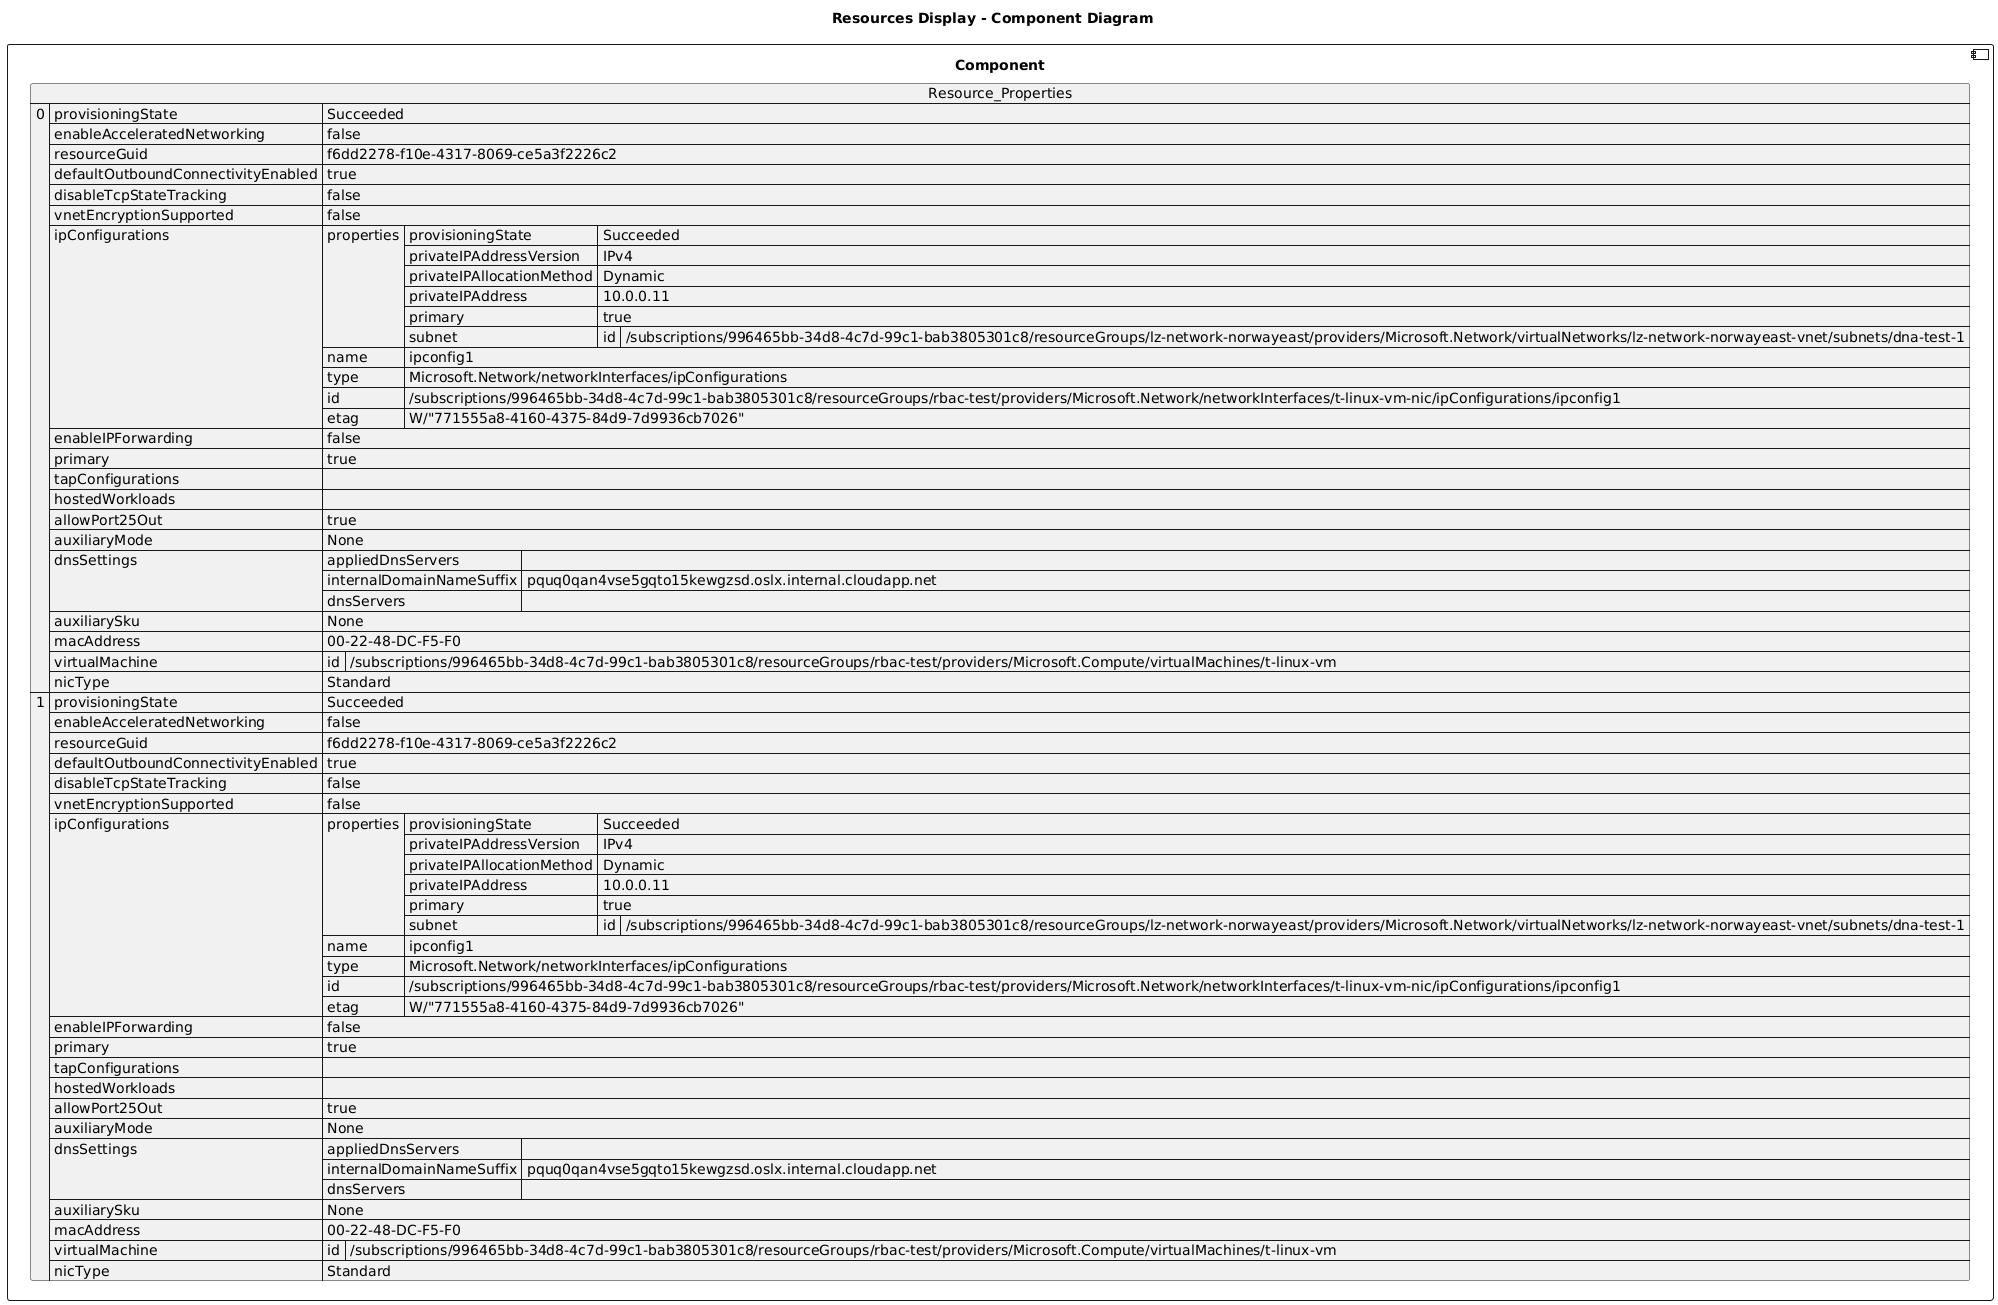 Resources Display - Component Diagram
Component
Resource_Properties
0 provisioningState Succeeded
enableAcceleratedNetworking false
resourceGuid f6dd2278-f10e-4317-8069-ce5a3f2226c2
defaultOutboundConnectivityEnabled true
disableTcpStateTracking false
vnetEncryptionSupported false
ipConfigurations properties provisioningState Succeeded
privateIPAddressVersion IPv4
privateIPAllocationMethod Dynamic
privateIPAddress 10.0.0.11
primary true
subnet id /subscriptions/996465bb-34d8-4c7d-99c1-bab3805301c8/resourceGroups/lz-network-norwayeast/providers/Microsoft.Network/virtualNetworks/lz-network-norwayeast-vnet/subnets/dna-test-1
name ipconfig1
type Microsoft.Network/networkInterfaces/ipConfigurations
id /subscriptions/996465bb-34d8-4c7d-99c1-bab3805301c8/resourceGroups/rbac-test/providers/Microsoft.Network/networkInterfaces/t-linux-vm-nic/ipConfigurations/ipconfig1
etag W/"771555a8-4160-4375-84d9-7d9936cb7026"
enableIPForwarding false
primary true
tapConfigurations
hostedWorkloads
allowPort25Out true
auxiliaryMode None
dnsSettings appliedDnsServers
internalDomainNameSuffix pquq0qan4vse5gqto15kewgzsd.oslx.internal.cloudapp.net
dnsServers
auxiliarySku None
macAddress 00-22-48-DC-F5-F0
virtualMachine id /subscriptions/996465bb-34d8-4c7d-99c1-bab3805301c8/resourceGroups/rbac-test/providers/Microsoft.Compute/virtualMachines/t-linux-vm
nicType Standard
1 provisioningState Succeeded
enableAcceleratedNetworking false
resourceGuid f6dd2278-f10e-4317-8069-ce5a3f2226c2
defaultOutboundConnectivityEnabled true
disableTcpStateTracking false
vnetEncryptionSupported false
ipConfigurations properties provisioningState Succeeded
privateIPAddressVersion IPv4
privateIPAllocationMethod Dynamic
privateIPAddress 10.0.0.11
primary true
subnet id /subscriptions/996465bb-34d8-4c7d-99c1-bab3805301c8/resourceGroups/lz-network-norwayeast/providers/Microsoft.Network/virtualNetworks/lz-network-norwayeast-vnet/subnets/dna-test-1
name ipconfig1
type Microsoft.Network/networkInterfaces/ipConfigurations
id /subscriptions/996465bb-34d8-4c7d-99c1-bab3805301c8/resourceGroups/rbac-test/providers/Microsoft.Network/networkInterfaces/t-linux-vm-nic/ipConfigurations/ipconfig1
etag W/"771555a8-4160-4375-84d9-7d9936cb7026"
enableIPForwarding false
primary true
tapConfigurations
hostedWorkloads
allowPort25Out true
auxiliaryMode None
dnsSettings appliedDnsServers
internalDomainNameSuffix pquq0qan4vse5gqto15kewgzsd.oslx.internal.cloudapp.net
dnsServers
auxiliarySku None
macAddress 00-22-48-DC-F5-F0
virtualMachine id /subscriptions/996465bb-34d8-4c7d-99c1-bab3805301c8/resourceGroups/rbac-test/providers/Microsoft.Compute/virtualMachines/t-linux-vm
nicType Standard